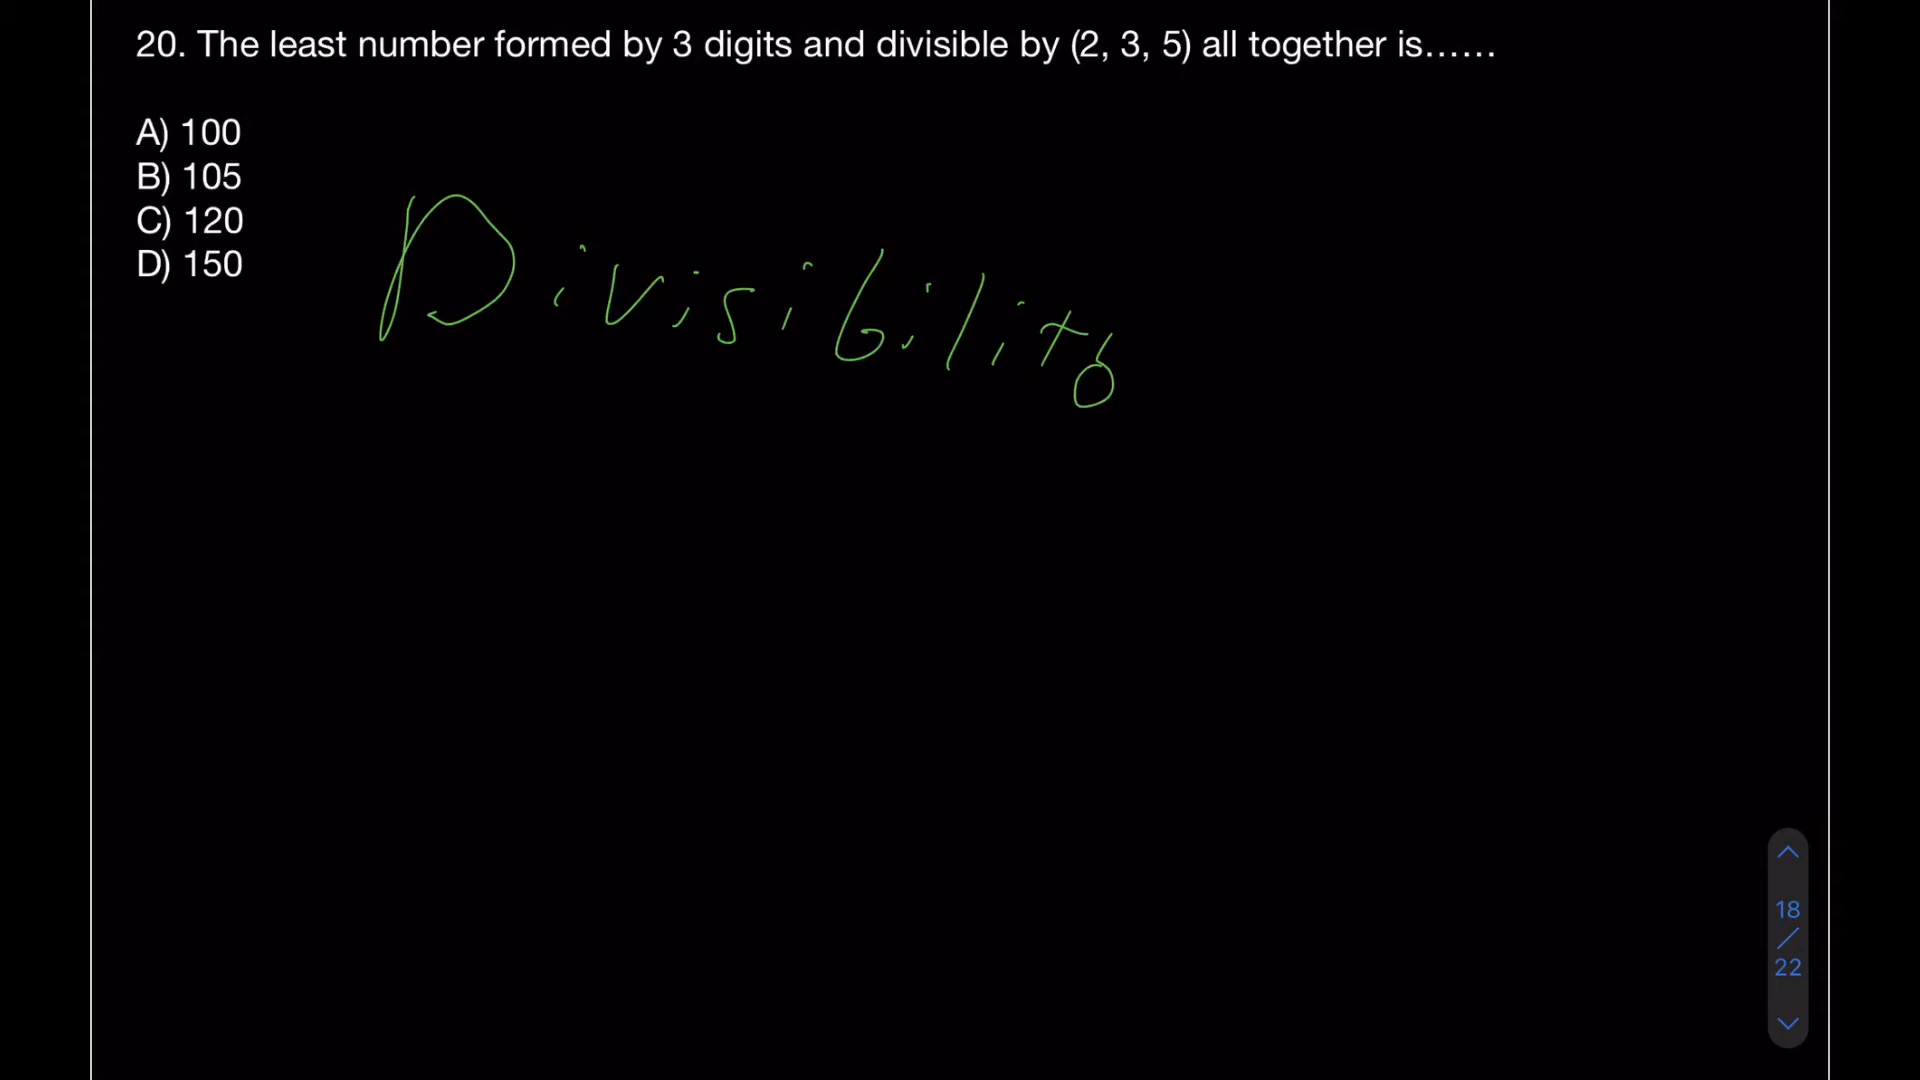 20. The least number formed by 3 digits and divisible by (2, 3, 5) all together is......
A) 100
B) 105
C) 120
D) 150
Divisibility
18
/
22